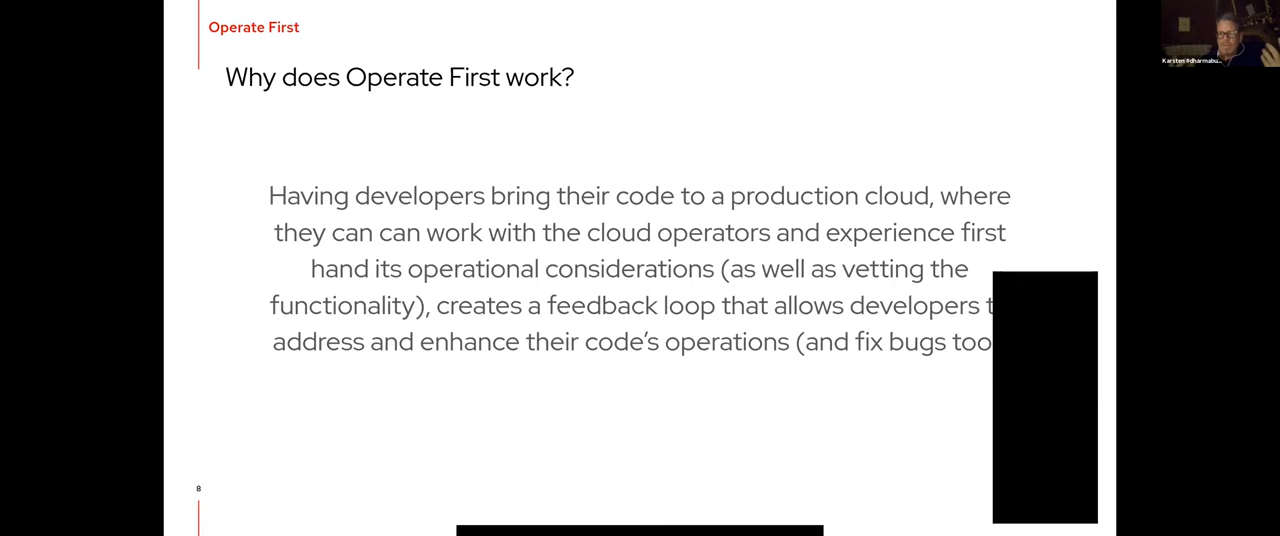 Operate First
Why does Operate First work?
Having developers bring their code to a production cloud, where
they can can work with the cloud operators and experience first
hand its operational considerations (as well as vetting the
functionality), creates a feedback loop that allows developers t
address and enhance their code's operations (and fix bugs too
8
Karsten #dharmabu...